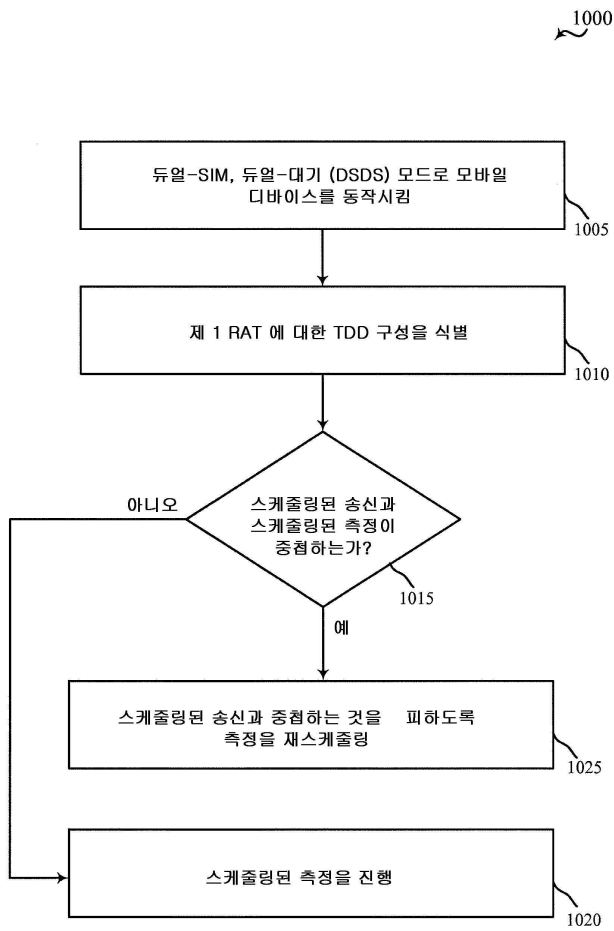 1000
듀얼-SIM, 듀얼-대기 (DSDS) 모드로 모바일
디바이스를 동작시킴
1005
제 1 RAT 에 대한 TDD 구성을 식별
1010
아니오
스케줄링된 송신과
스케줄링된 측정이
중첩하는가?
1015
예
스케줄링된 송신과 중첩하는 것을 피하도록
측정을 재스케줄링
1025
스케줄링된 측정을 진행
1020